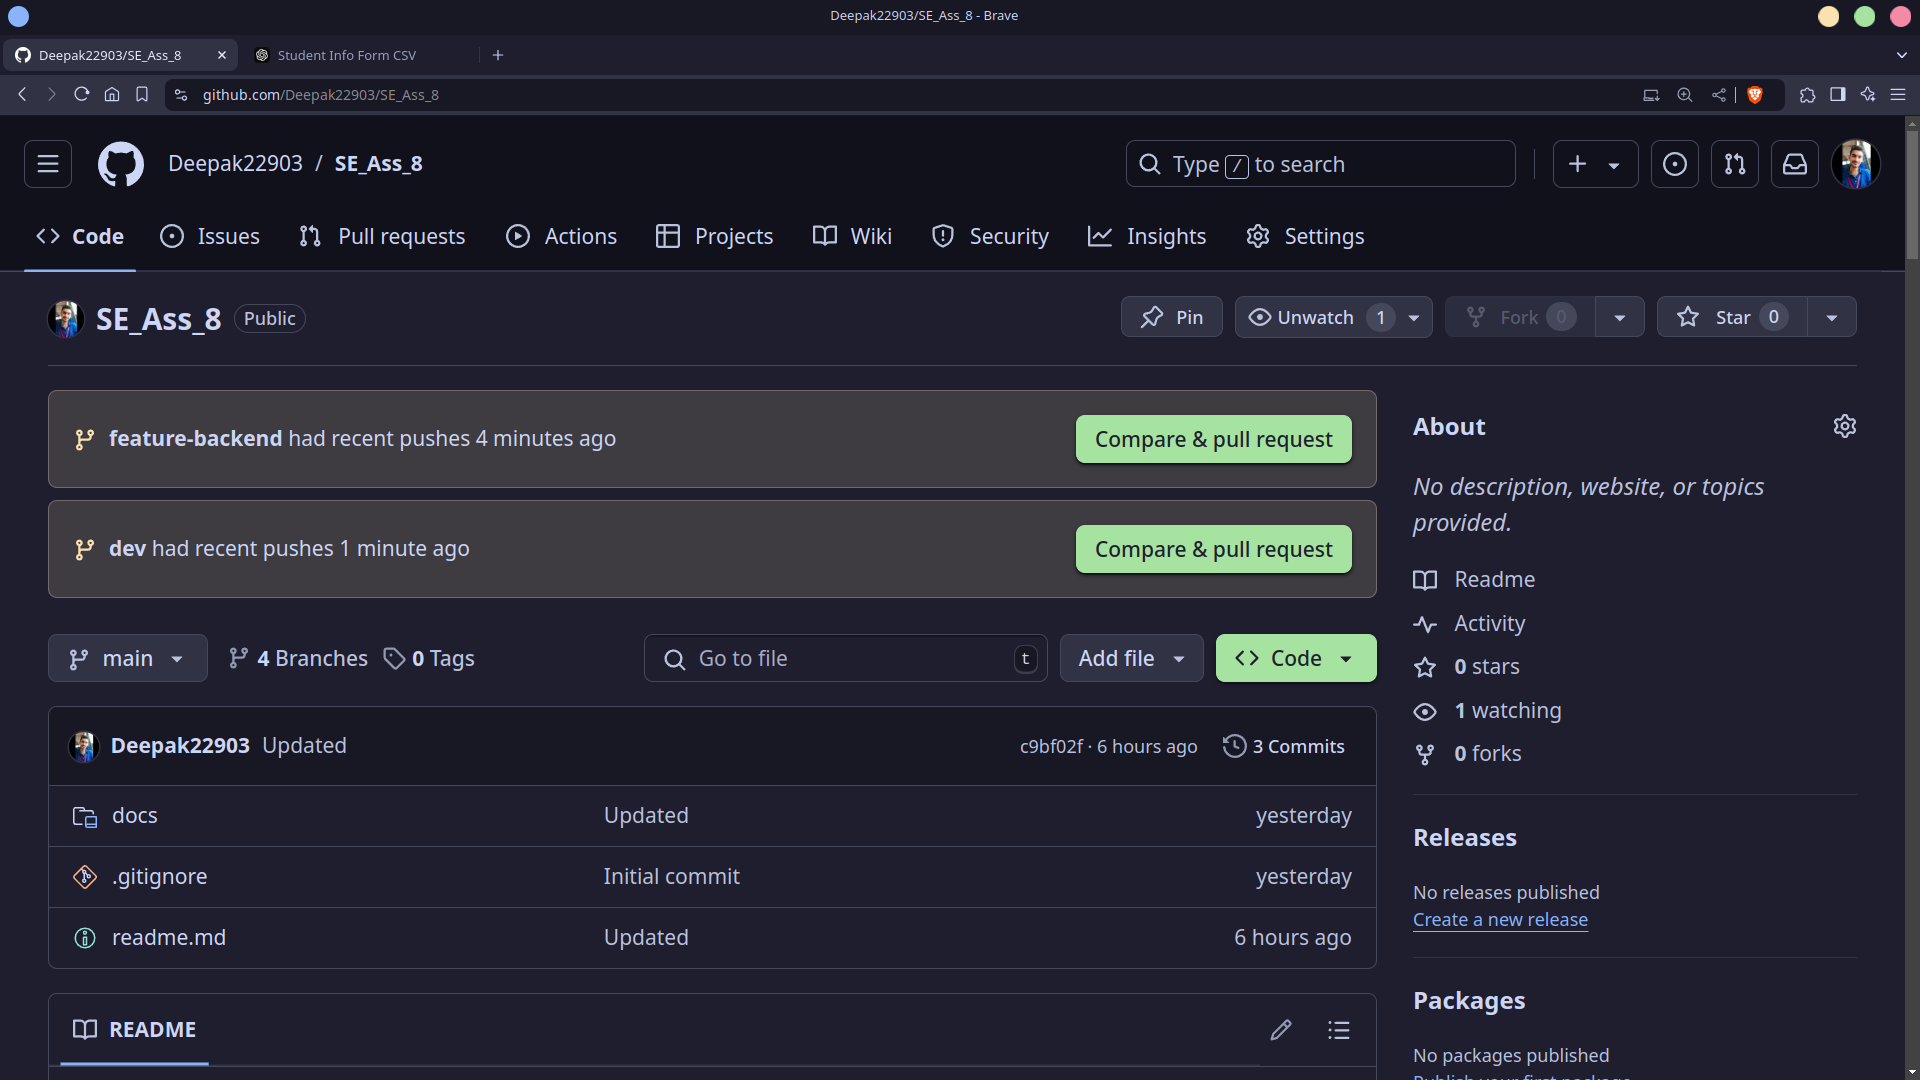 Deepak22903/SE_Ass_8 - Brave
Deepak22903/SE_Ass_8
Student Info Form CSV
github.com/Deepak22903/SE_Ass_8
Deepak22903 / SE_Ass_8
Type / to search
Code
Issues
Pull requests
Actions
Projects
Wiki
Security
Insights
Settings
SE_Ass_8 Public
Pin
Unwatch 1
Fork 0
Star 0
feature-backend had recent pushes 4 minutes ago
Compare & pull request
dev had recent pushes 1 minute ago
Compare & pull request
main
4 Branches
0 Tags
Go to file t
Add file
Code
Deepak22903 Updated c9bf02f · 6 hours ago 3 Commits
docs Updated yesterday
.gitignore Initial commit yesterday
readme.md Updated 6 hours ago
README
About
No description, website, or topics
provided.
Readme
Activity
0 stars
1 watching
0 forks
Releases
No releases published
Create a new release
Packages
No packages published
Publish your first package